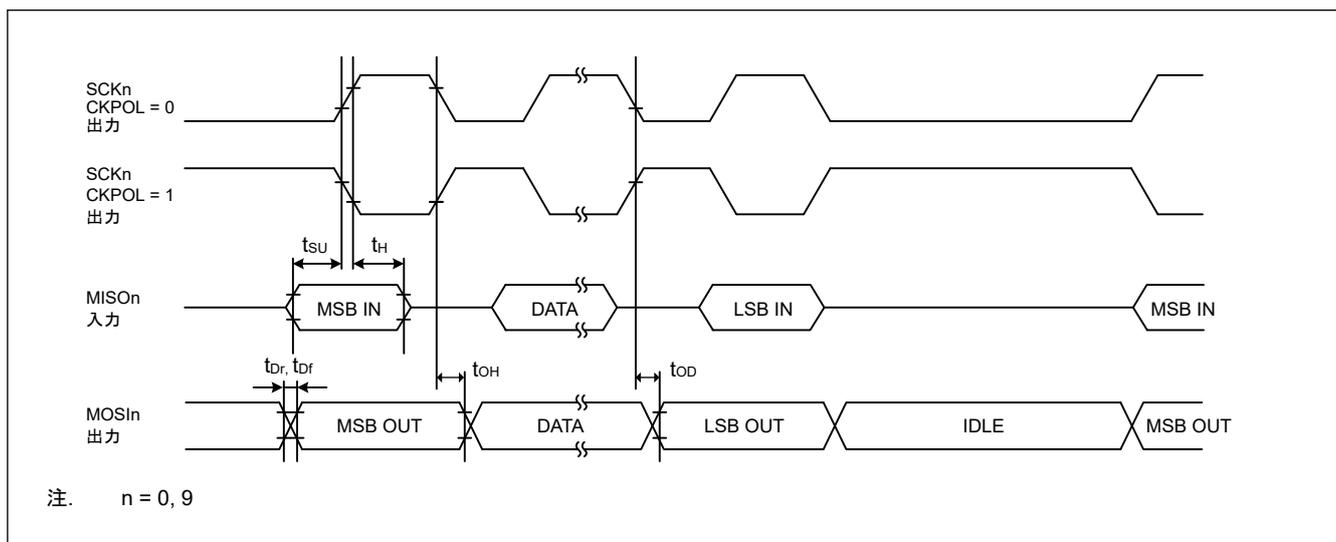 SCKn
CKPOL = 0
出力
SCKn
CKPOL = 1
出力
tSU tH
MISOn
入力
MSB IN DATA LSB IN MSB IN
tDr, tDf tOH tOD
MOSIn
出力
MSB OUT DATA LSB OUT IDLE MSB OUT
注. n = 0, 9